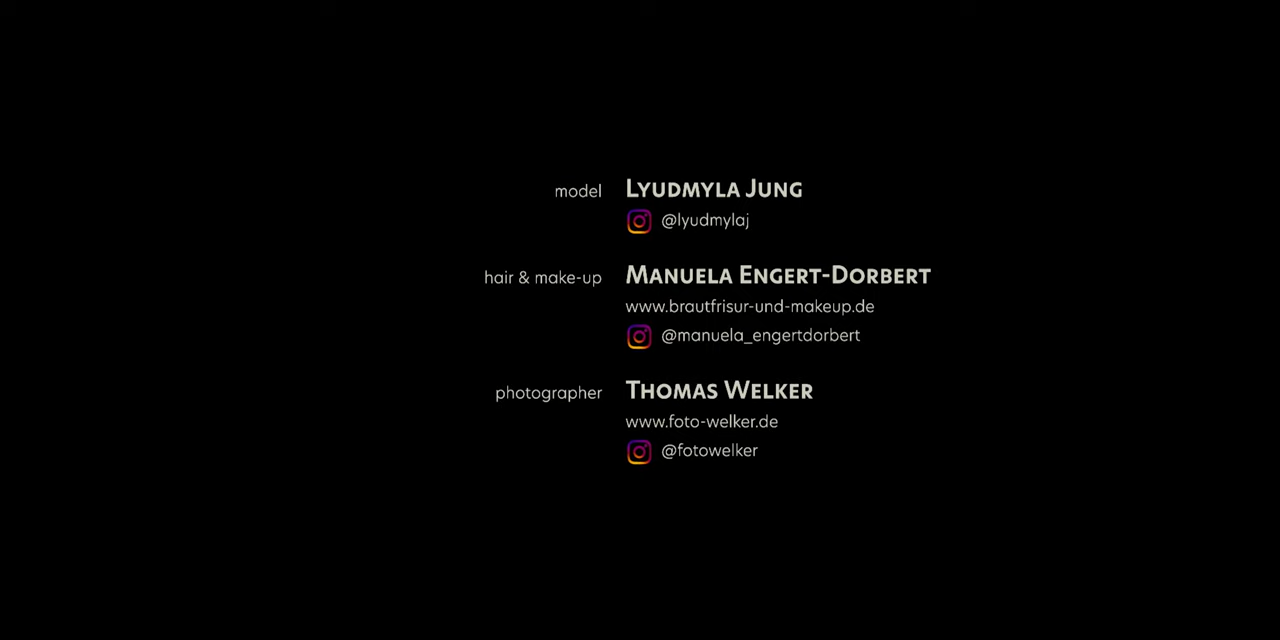 model Lyudmyla Jung
@lyudmylaj
hair & make-up Manuela Engert-Dorbert
www.brautfrisur-und-makeup.de
@manuela_engertdorbert
photographer Thomas Welker
www.foto-welker.de
@fotowelker